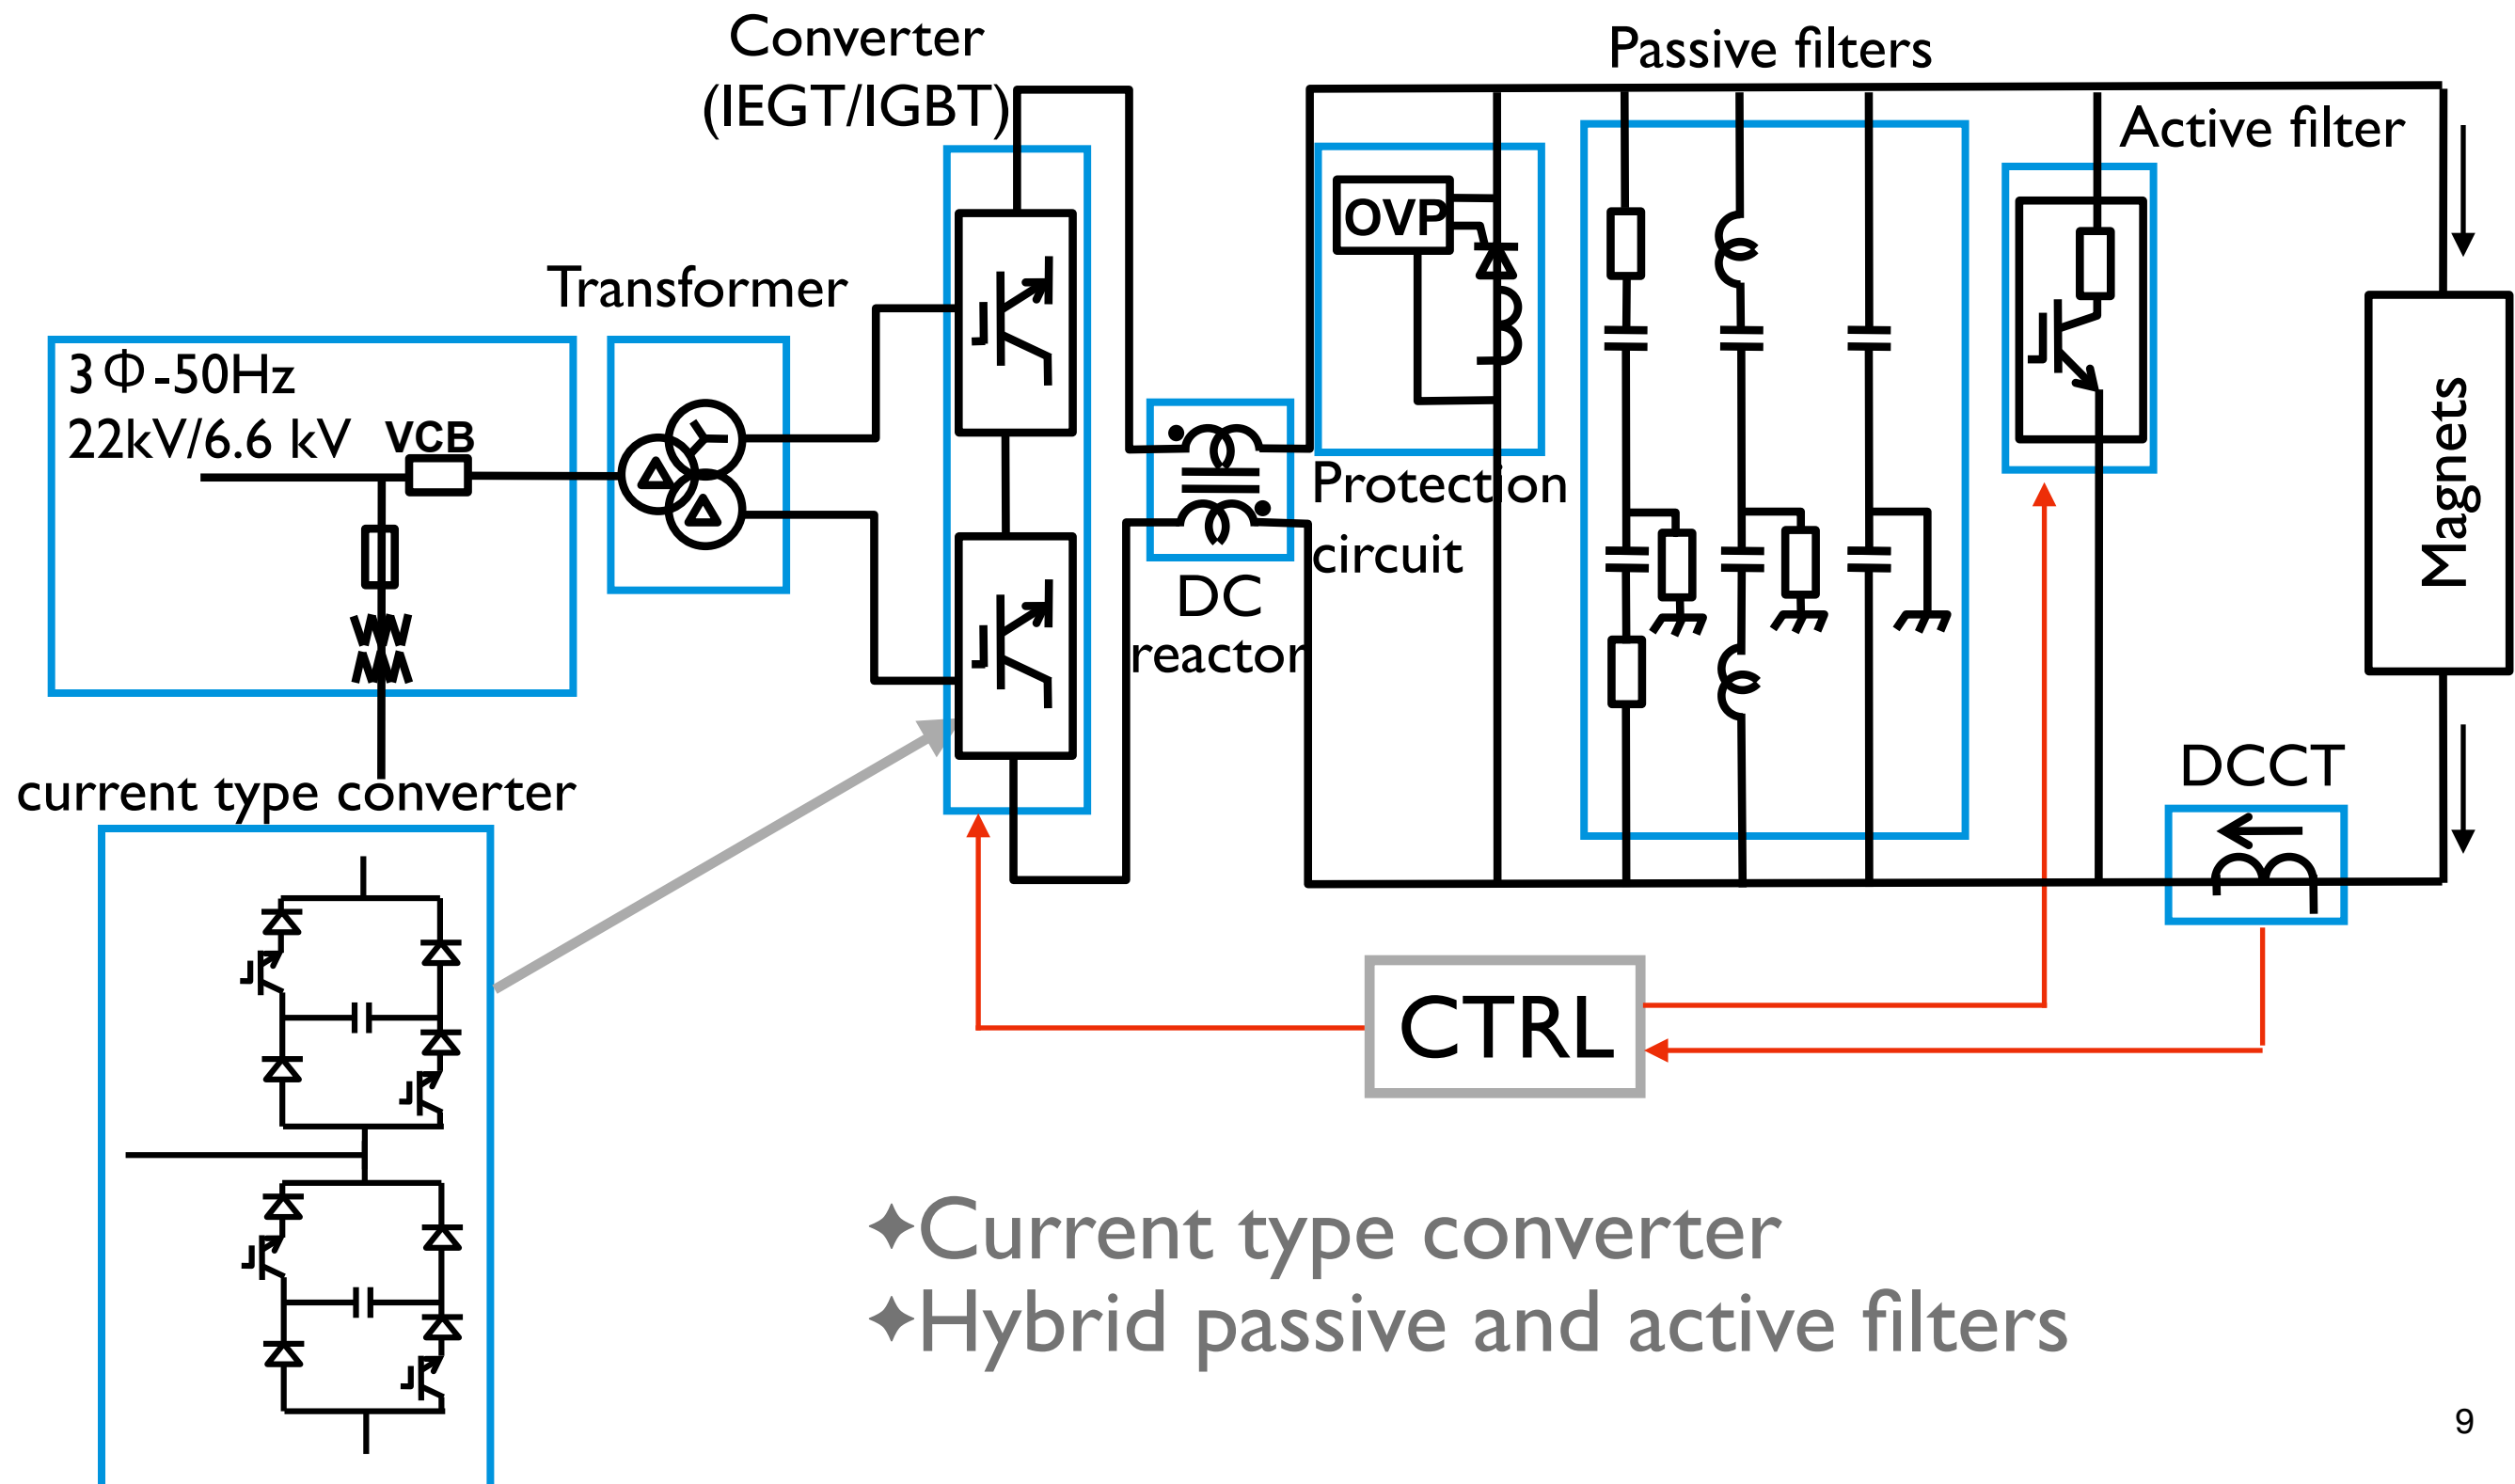 Converter
(IEGT/IGBT)
Passive filters
Active filter
OVP
Transformer
3Φ-50Hz
22kV/6.6 kV
VCB
Protection
circuit
DC
reactor
Magnets
DCCT
current type converter
CTRL
✦Current type converter
✦Hybrid passive and active filters
9